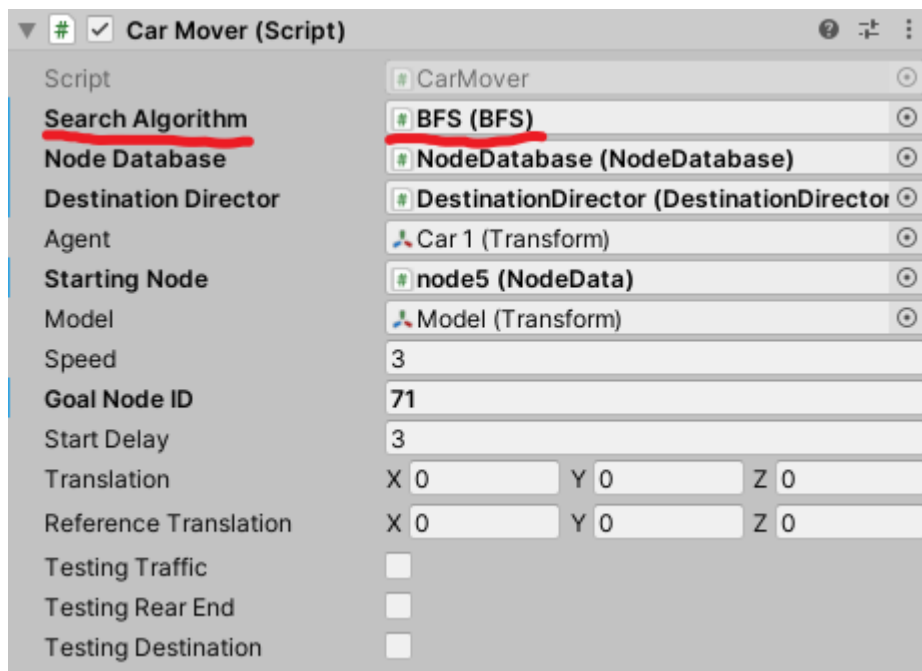 Car Mover (Script)
Script CarMover
Search Algorithm BFS (BFS)
Node Database NodeDatabase (NodeDatabase)
Destination Director DestinationDirector (DestinationDirector
Agent Car 1 (Transform)
Starting Node node5 (NodeData)
Model Model (Transform)
Speed 3
Goal Node ID 71
Start Delay 3
Translation X 0 Y 0 Z 0
Reference Translation X 0 Y 0 Z 0
Testing Traffic
Testing Rear End
Testing Destination